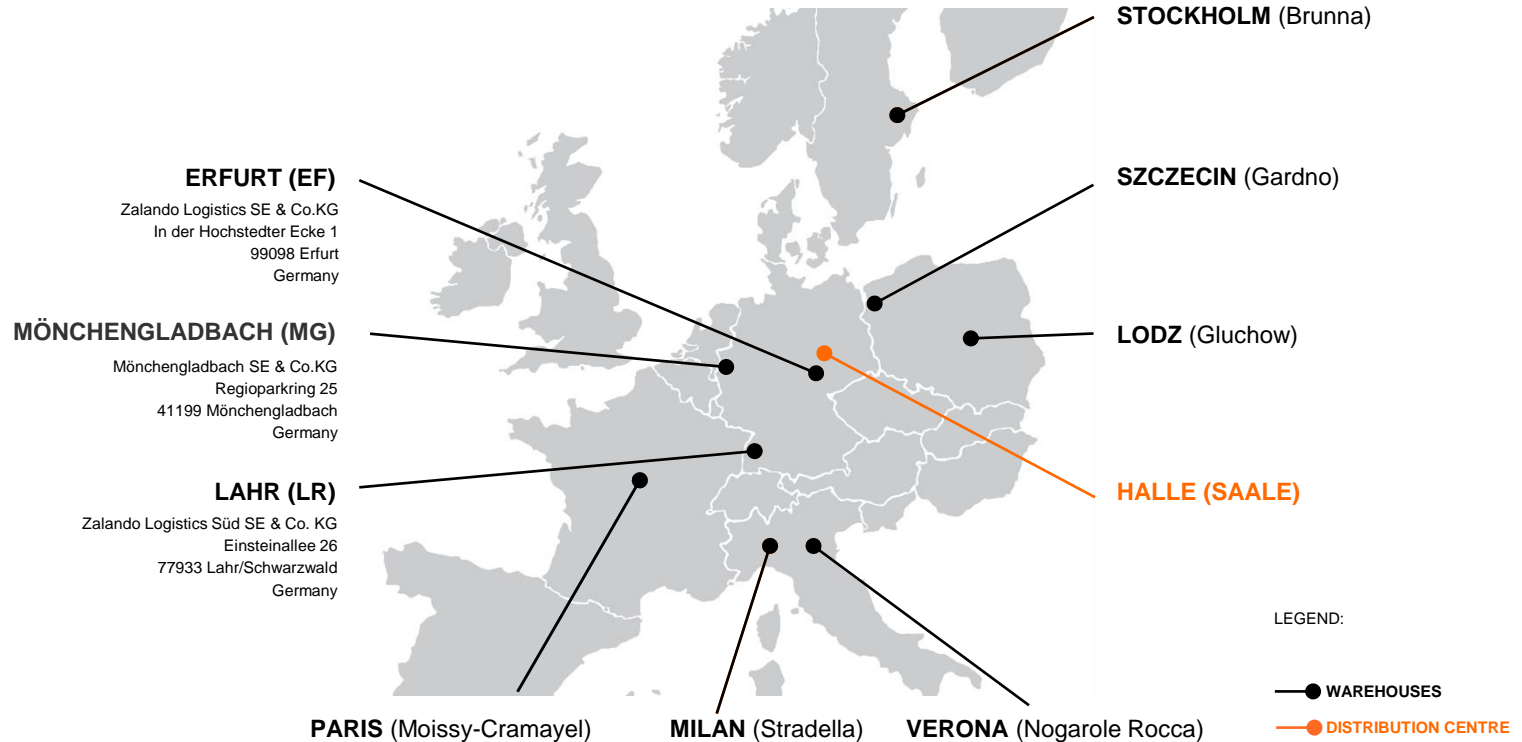 STOCKHOLM (Brunna)
ERFURT (EF)
Zalando Logistics SE & Co.KG
In der Hochstedter Ecke 1
99098 Erfurt
Germany
SZCZECIN (Gardno)
MÖNCHENGLADBACH (MG)
Mönchengladbach SE & Co.KG
Regioparkring 25
41199 Mönchengladbach
Germany
LODZ (Gluchow)
LAHR (LR)
Zalando Logistics Süd SE & Co. KG
Einsteinallee 26
77933 Lahr/Schwarzwald
Germany
HALLE (SAALE)
LEGEND:
WAREHOUSES
DISTRIBUTION CENTRE
PARIS (Moissy-Cramayel)
MILAN (Stradella)
VERONA (Nogarole Rocca)